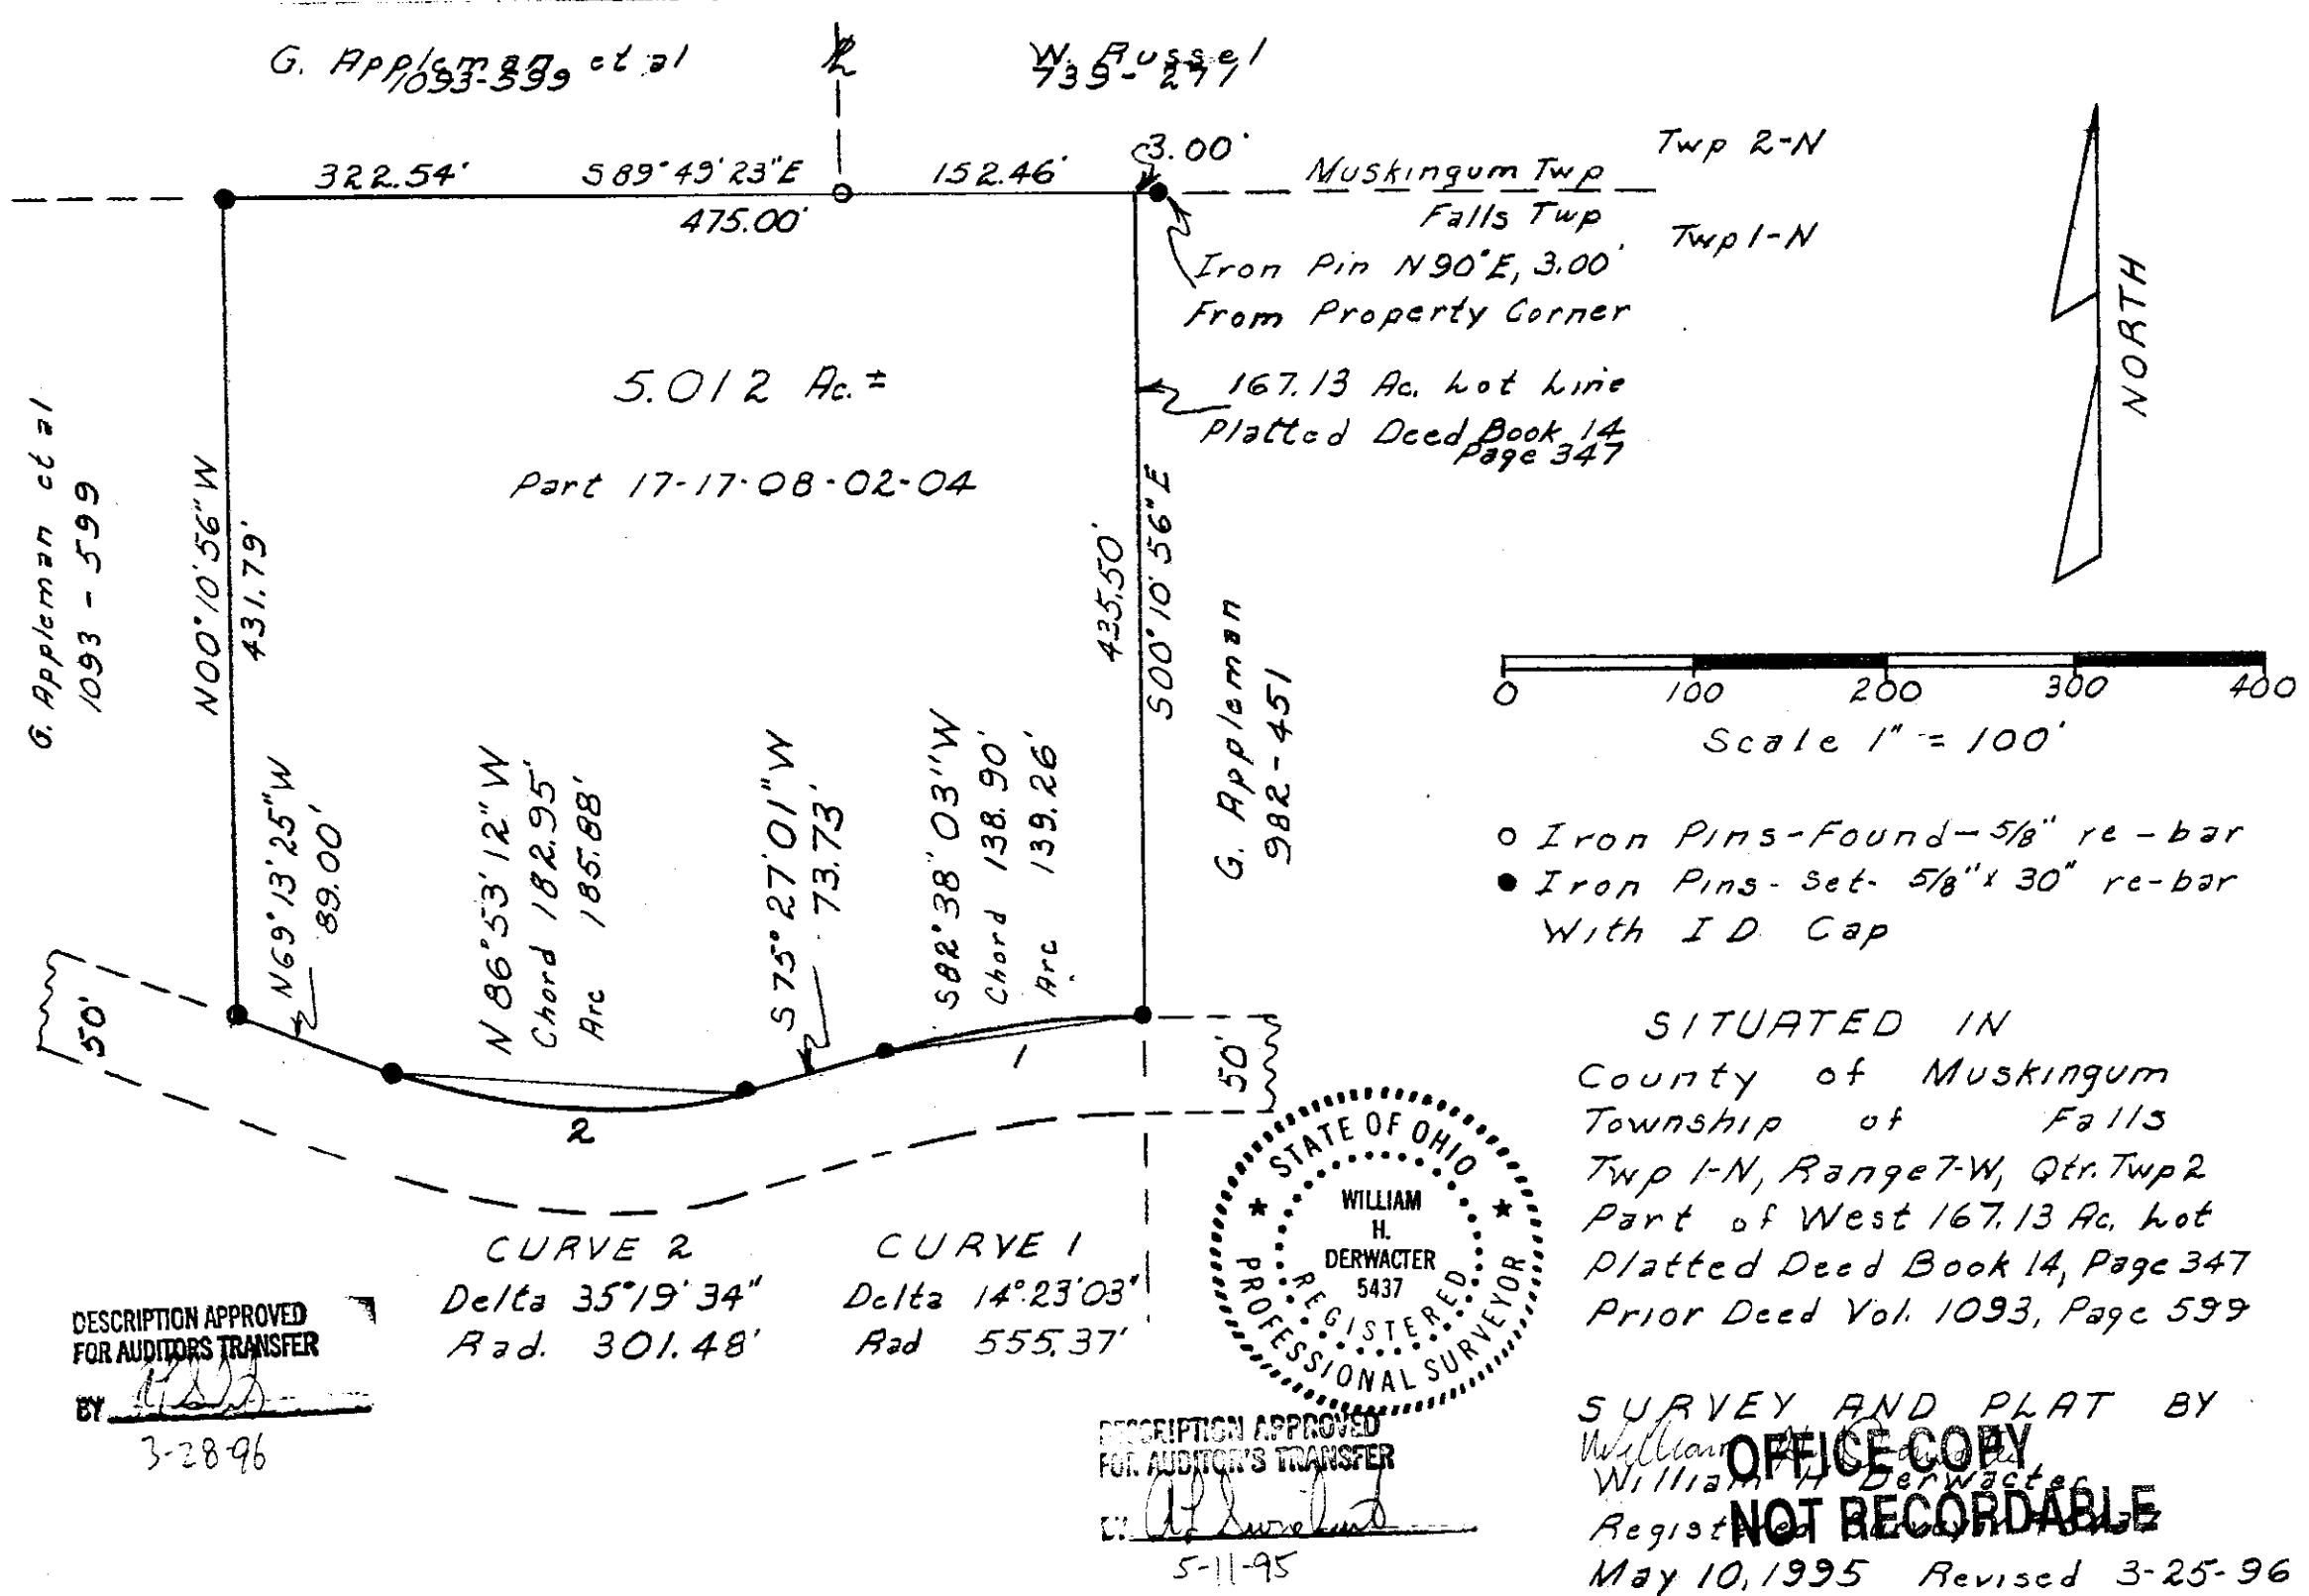 G. Appleman et al
1093-599
W. Russel
739-271
322.54'
S89°49'23"E
152.46'
3.00'
475.00'
Twp 2-N
Muskingum Twp
Falls Twp
Twp 1-N
Iron Pin N90°E, 3.00'
From Property Corner
NORTH
5.012 Ac. ±
167.13 Ac. Lot Line
Platted Deed Book 14
Page 347
Part 17-17-08-02-04
G. Appleman et al
1093-599
N00°10'56"W
431.79'
435.50'
S00°10'56"E
G. Appleman
982-451
0 100 200 300 400
Scale 1" = 100'
N69°13'25"W
89.00'
N 86°53'12"W
Chord 182.95'
Arc 185.88'
S75°27'01"W
73.73'
S82°38'03"W
Chord 138.90'
Arc 139.26'
o Iron Pins-Found-5/8" re-bar
● Iron Pins-Set-5/8"x 30" re-bar
With I D Cap
50'
50'
1
2
SITUATED IN
County of Muskingum
Township of Falls
Twp 1-N, Range 7-W, Qtr. Twp 2
Part of West 167.13 Ac. Lot
Platted Deed Book 14, Page 347
Prior Deed Vol. 1093, Page 599
STATE OF OHIO
WILLIAM
H.
DERWACTER
5437
REGISTERED
PROFESSIONAL SURVEYOR
CURVE 2
Delta 35°19'34"
Rad. 301.48'
CURVE 1
Delta 14°23'03"
Rad 555.37'
DESCRIPTION APPROVED
FOR AUDITORS TRANSFER
BY
3-28-96
DESCRIPTION APPROVED
FOR AUDITOR'S TRANSFER
BY
5-11-95
SURVEY AND PLAT BY
William H Derwacter
OFFICE COPY
NOT RECORDABLE
May 10, 1995 Revised 3-25-96